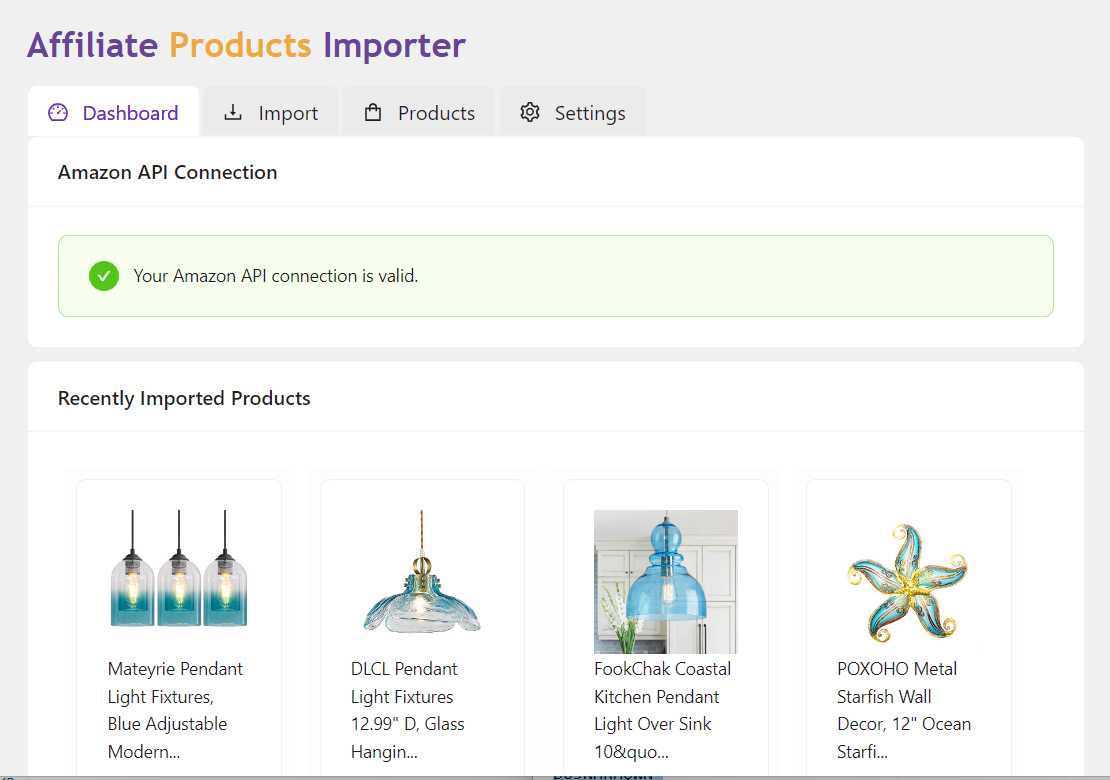 Affiliate Products Importer
Dashboard
Import
Products
Settings
Amazon API Connection
Your Amazon API connection is valid.
Recently Imported Products
Mateyrie Pendant
Light Fixtures,
Blue Adjustable
Modern...
DLCL Pendant
Light Fixtures
12.99" D, Glass
Hangin...
FookChak Coastal
Kitchen Pendant
Light Over Sink
10&quo...
POXOHO Metal
Starfish Wall
Decor, 12" Ocean
Starfi...